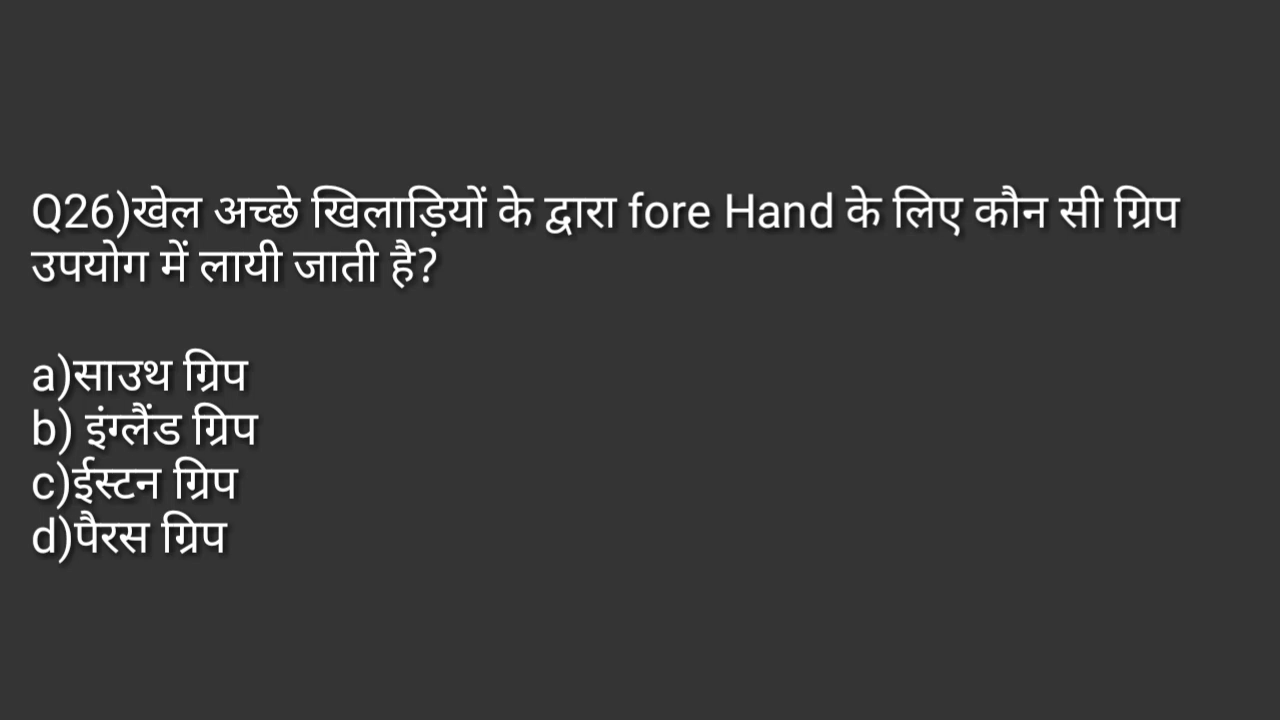 Q26)खेल अच्छे खिलाड़ियों के द्वारा fore Hand के लिए कौन सी ग्रिप
उपयोग में लायी जाती है?
a)साउथ ग्रिप
b) इंग्लैंड ग्रिप
c)ईस्टन ग्रिप
d)पैरस ग्रिप